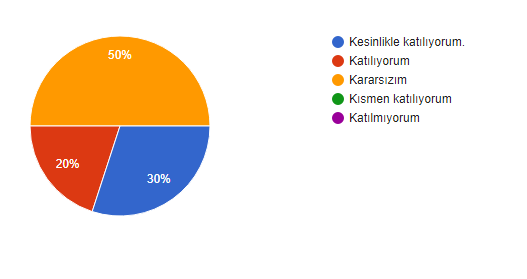 50%
20%
30%
Kesinlikle katılıyorum.
Katılıyorum
Kararsızım
Kısmen katılıyorum
Katılmıyorum